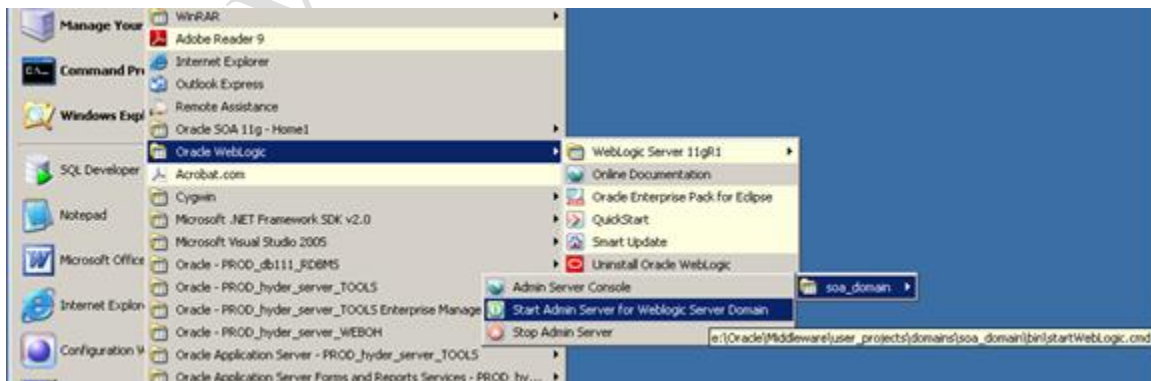 Manage Your
Command Pr
Windows Expl
SQL Developer
Notepad
Microsoft Office
Internet Explor
Configuration W
WinRAR
Adobe Reader 9
Internet Explorer
Outlook Express
Remote Assistance
Oracle SOA 11g - Home1
Oracle WebLogic
Acrobat.com
Cygwin
Microsoft .NET Framework SDK v2.0
Microsoft Visual Studio 2005
Oracle - PROD_db111_RDBMS
Oracle - PROD_hyder_server_TOOLS
Oracle - PROD_hyder_server_TOOLS Enterprise Manage
Oracle - PROD_hyder_server_WEBOH
Oracle Application Server - PROD_hyder_server_TOOLS
Oracle Application Server Forms and Reports Services - PROD_hy...
WebLogic Server 11gR1
Online Documentation
Oracle Enterprise Pack for Eclipse
QuickStart
Smart Update
Uninstall Oracle WebLogic
soa_domain
Admin Server Console
Start Admin Server for Weblogic Server Domain
Stop Admin Server
e:\Oracle\Middleware\user_projects\domains\soa_domain\bin\startWebLogic.cmd